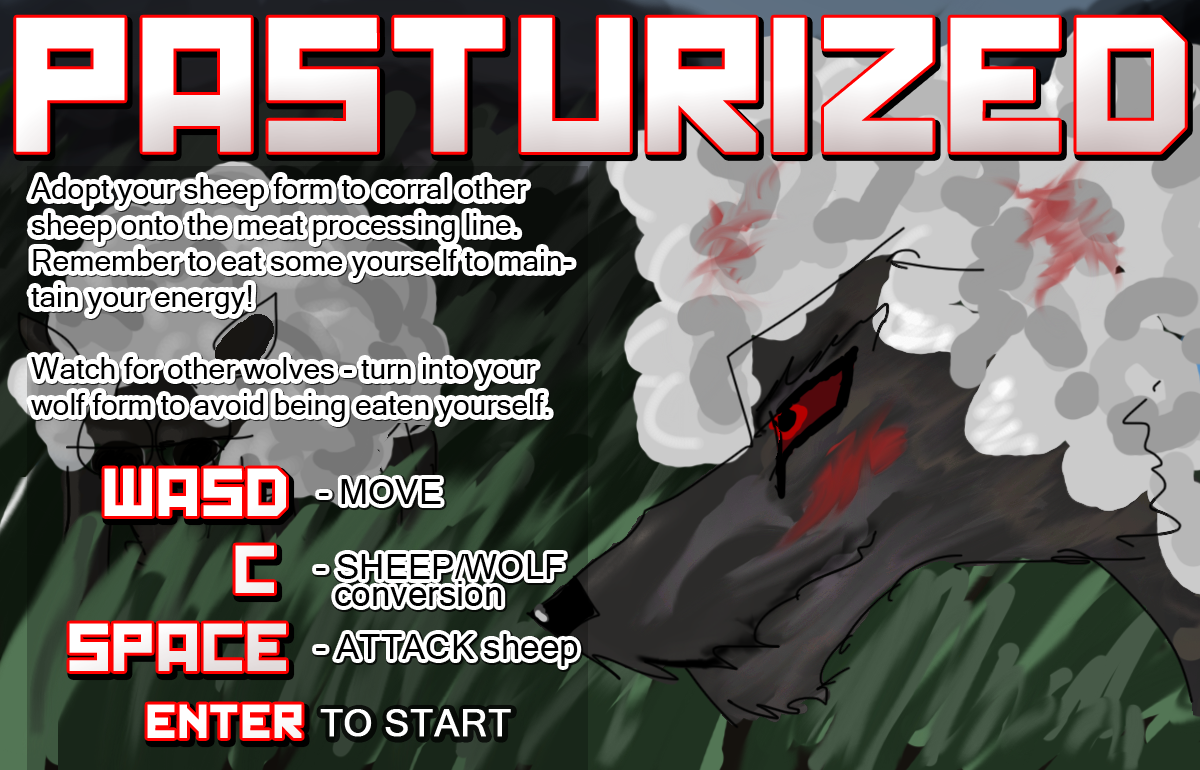 PASTURIZED
Adopt your sheep form to corral other
sheep onto the meat processing line.
Remember to eat some yourself to main-
tain your energy!
Watch for other wolves - turn into your
wolf form to avoid being eaten yourself.
WASD - MOVE
C - SHEEP/WOLF
conversion
SPACE - ATTACK sheep
ENTER TO START